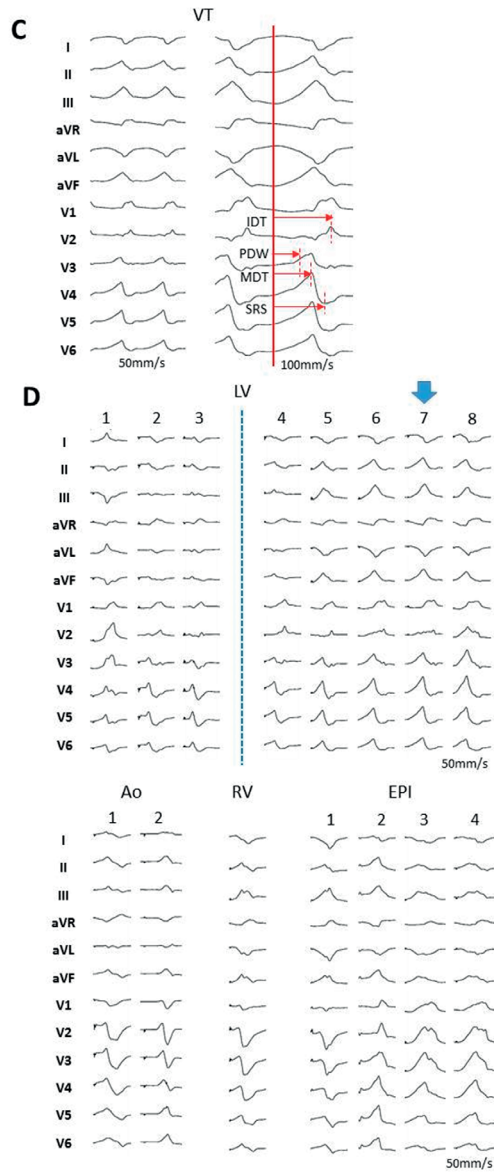 C
VT
I
II
III
aVR
aVL
aVF
V1
IDT
V2
PDW
V3
MDT
V4
SRS
V5
V6
50mm/s 100mm/s
D
LV
1 2 3 4 5 6 7 8
I
II
III
aVR
aVL
aVF
V1
V2
V3
V4
V5
V6
50mm/s
Ao RV EPI
1 2 1 2 3 4
I
II
III
aVR
aVL
aVF
V1
V2
V3
V4
V5
V6
50mm/s